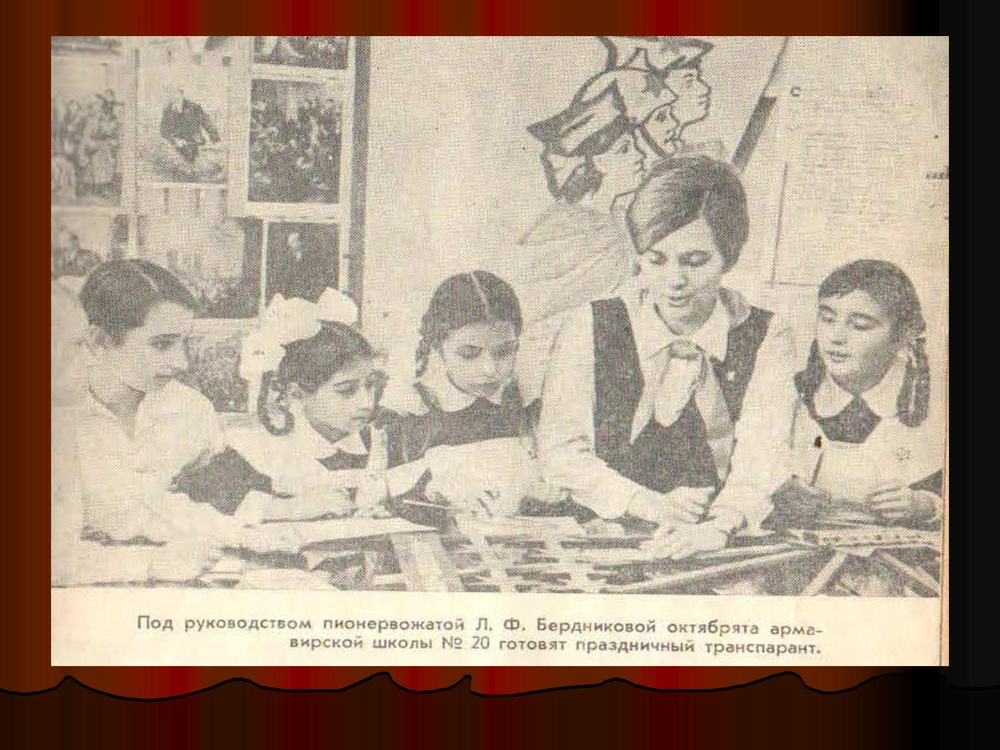 Под руководством пионервожатой Л. Ф. Бердниковой октябрята арма-
вирской школы № 20 готовят праздничный транспарант.